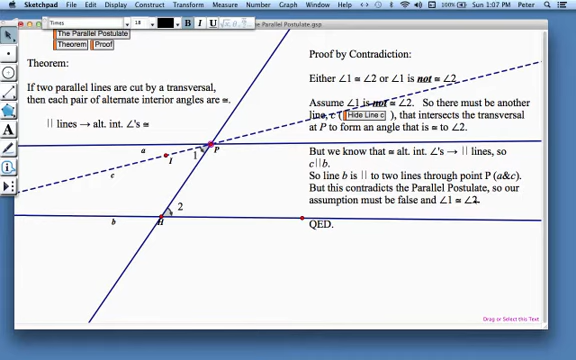 Sketchpad File Edit Display Construct Transform Measure Number Graph Window Sun 1:07 PM Peter
Times 18 B I U
Parallel Postulate.gsp
The Parallel Postulate
Theorem Proof
Theorem:
If two parallel lines are cut by a transversal,
then each pair of alternate interior angles are ≅.
|| lines → alt. int. ∠'s ≅
Proof by Contradiction:
Either ∠1 ≅ ∠2 or ∠1 is not ≅ ∠2
Assume ∠1 is not ≅ ∠2. So there must be another
line, c ( Hide Line c ), that intersects the transversal
at P to form an angle that is ≅ to ∠2.
But we know that ≅ alt. int. ∠'s → || lines, so
c||b.
So line b is || to two lines through point P (a&c).
But this contradicts the Parallel Postulate, so our
assumption must be false and ∠1 ≅ ∠2.
QED.
a
P
1
I
c
2
b
H
Drag or Select this Text